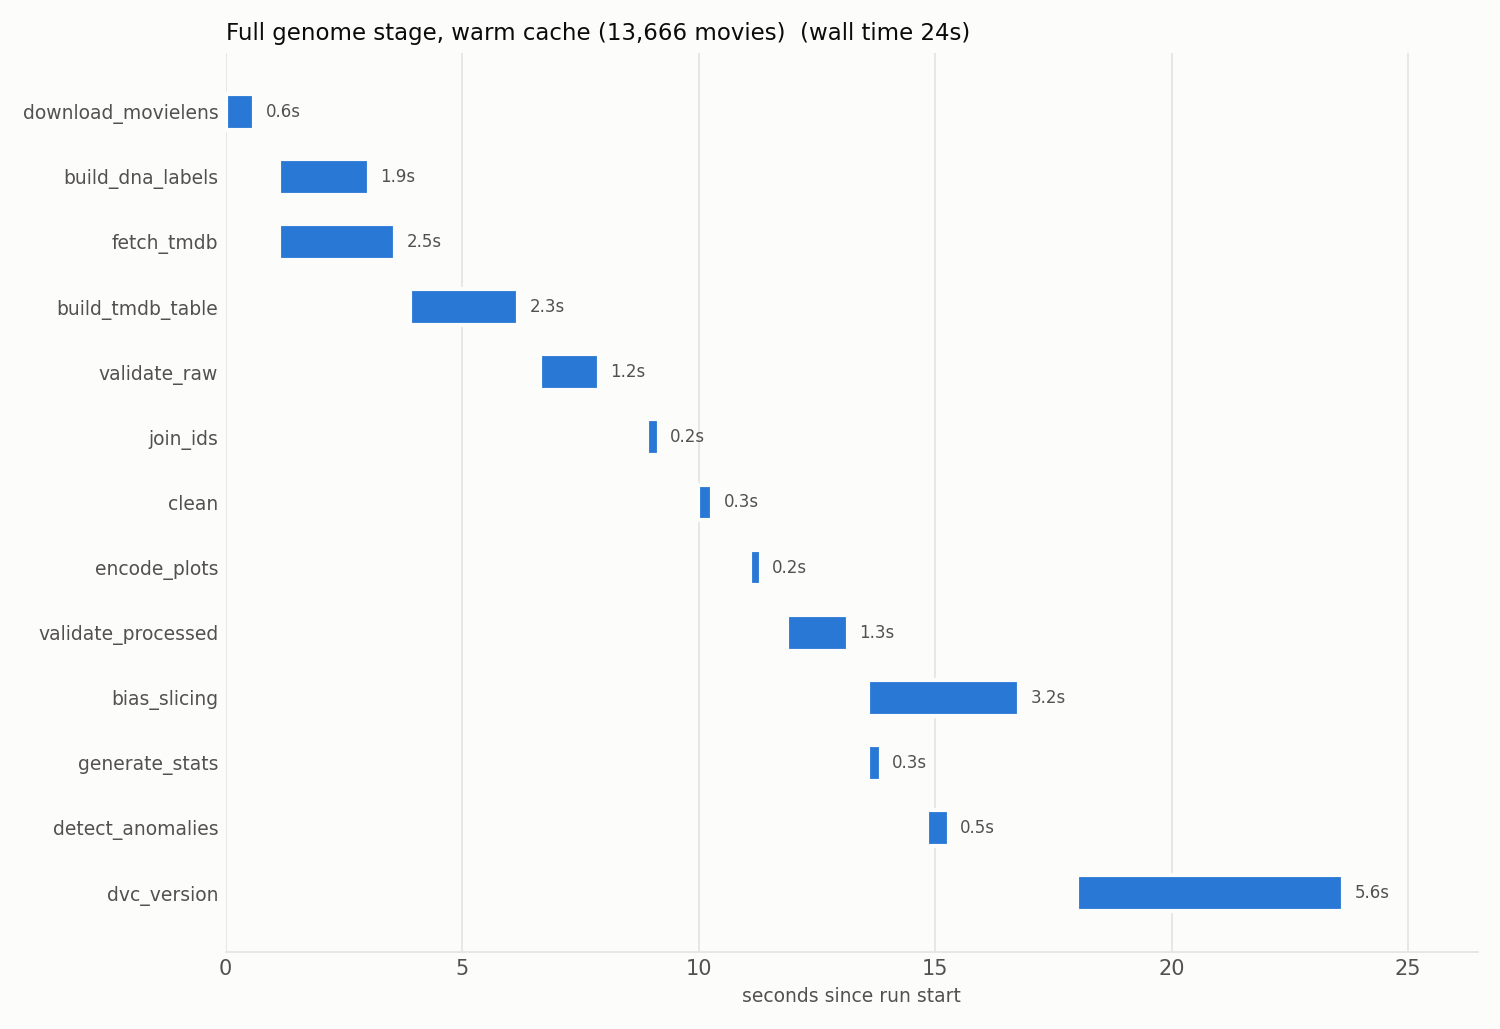 Full genome stage, warm cache (13,666 movies)  (wall time 24s)
download_movielens 0.6s
build_dna_labels 1.9s
fetch_tmdb 2.5s
build_tmdb_table 2.3s
validate_raw 1.2s
join_ids 0.2s
clean 0.3s
encode_plots 0.2s
validate_processed 1.3s
bias_slicing 3.2s
generate_stats 0.3s
detect_anomalies 0.5s
dvc_version 5.6s
0 5 10 15 20 25
seconds since run start